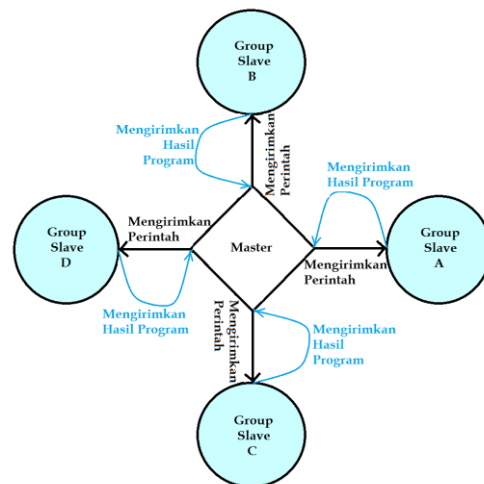 Group
Slave
B
Mengirimkan
Hasil
Program
Mengirimkan
Perintah
Mengirimkan
Hasil Program
Group
Slave
D
Mengirimkan
Perintah
Master
Mengirimkan
Perintah
Group
Slave
A
Mengirimkan
Hasil Program
Mengirimkan
Perintah
Mengirimkan
Hasil
Program
Group
Slave
C